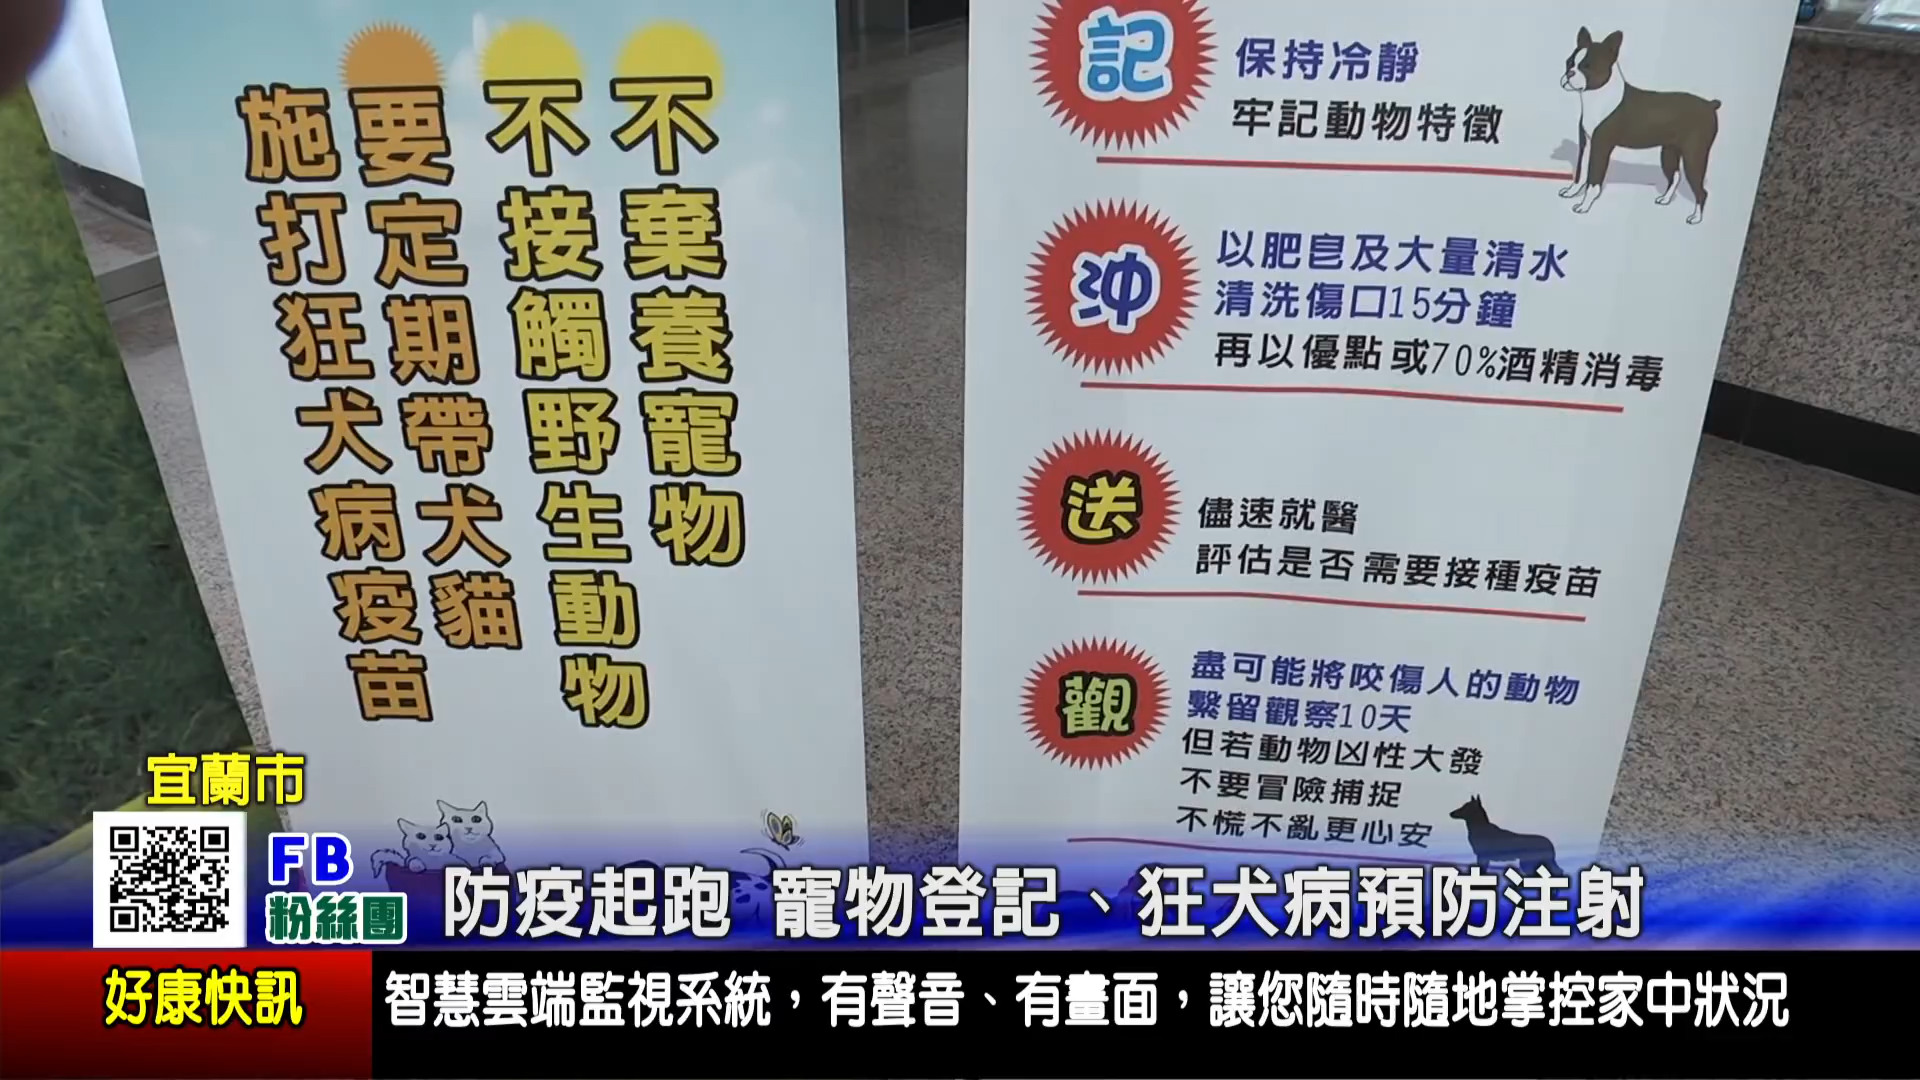 不棄養寵物
不接觸野生動物
要定期帶犬貓
施打狂犬病疫苗
記
保持冷靜
牢記動物特徵
沖
以肥皂及大量清水
清洗傷口15分鐘
再以優點或70%酒精消毒
送
儘速就醫
評估是否需要接種疫苗
觀
盡可能將咬傷人的動物
繫留觀察10天
但若動物凶性大發
不要冒險捕捉
不慌不亂更心安
宜蘭市
FB
粉絲團
防疫起跑 寵物登記、狂犬病預防注射
好康快訊
智慧雲端監視系統，有聲音、有畫面，讓您隨時隨地掌控家中狀況